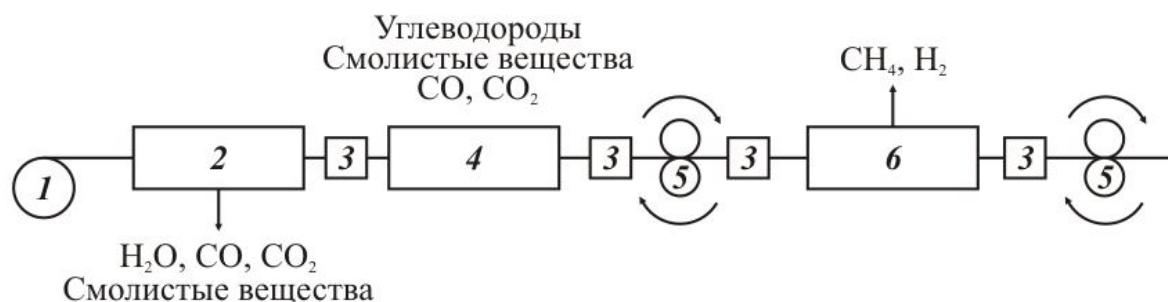 Углеводороды
Смолистые вещества
CO, CO₂
CH₄, H₂
1
2
3
4
3
5
3
6
3
5
H₂O, CO, CO₂
Смолистые вещества